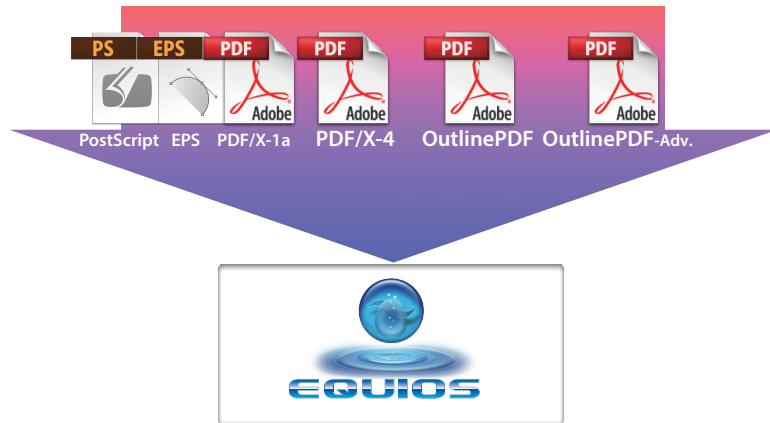 PS EPS PDF PDF PDF PDF
Adobe Adobe Adobe Adobe
PostScript EPS PDF/X-1a PDF/X-4 OutlinePDF OutlinePDF-Adv.
EQUIOS